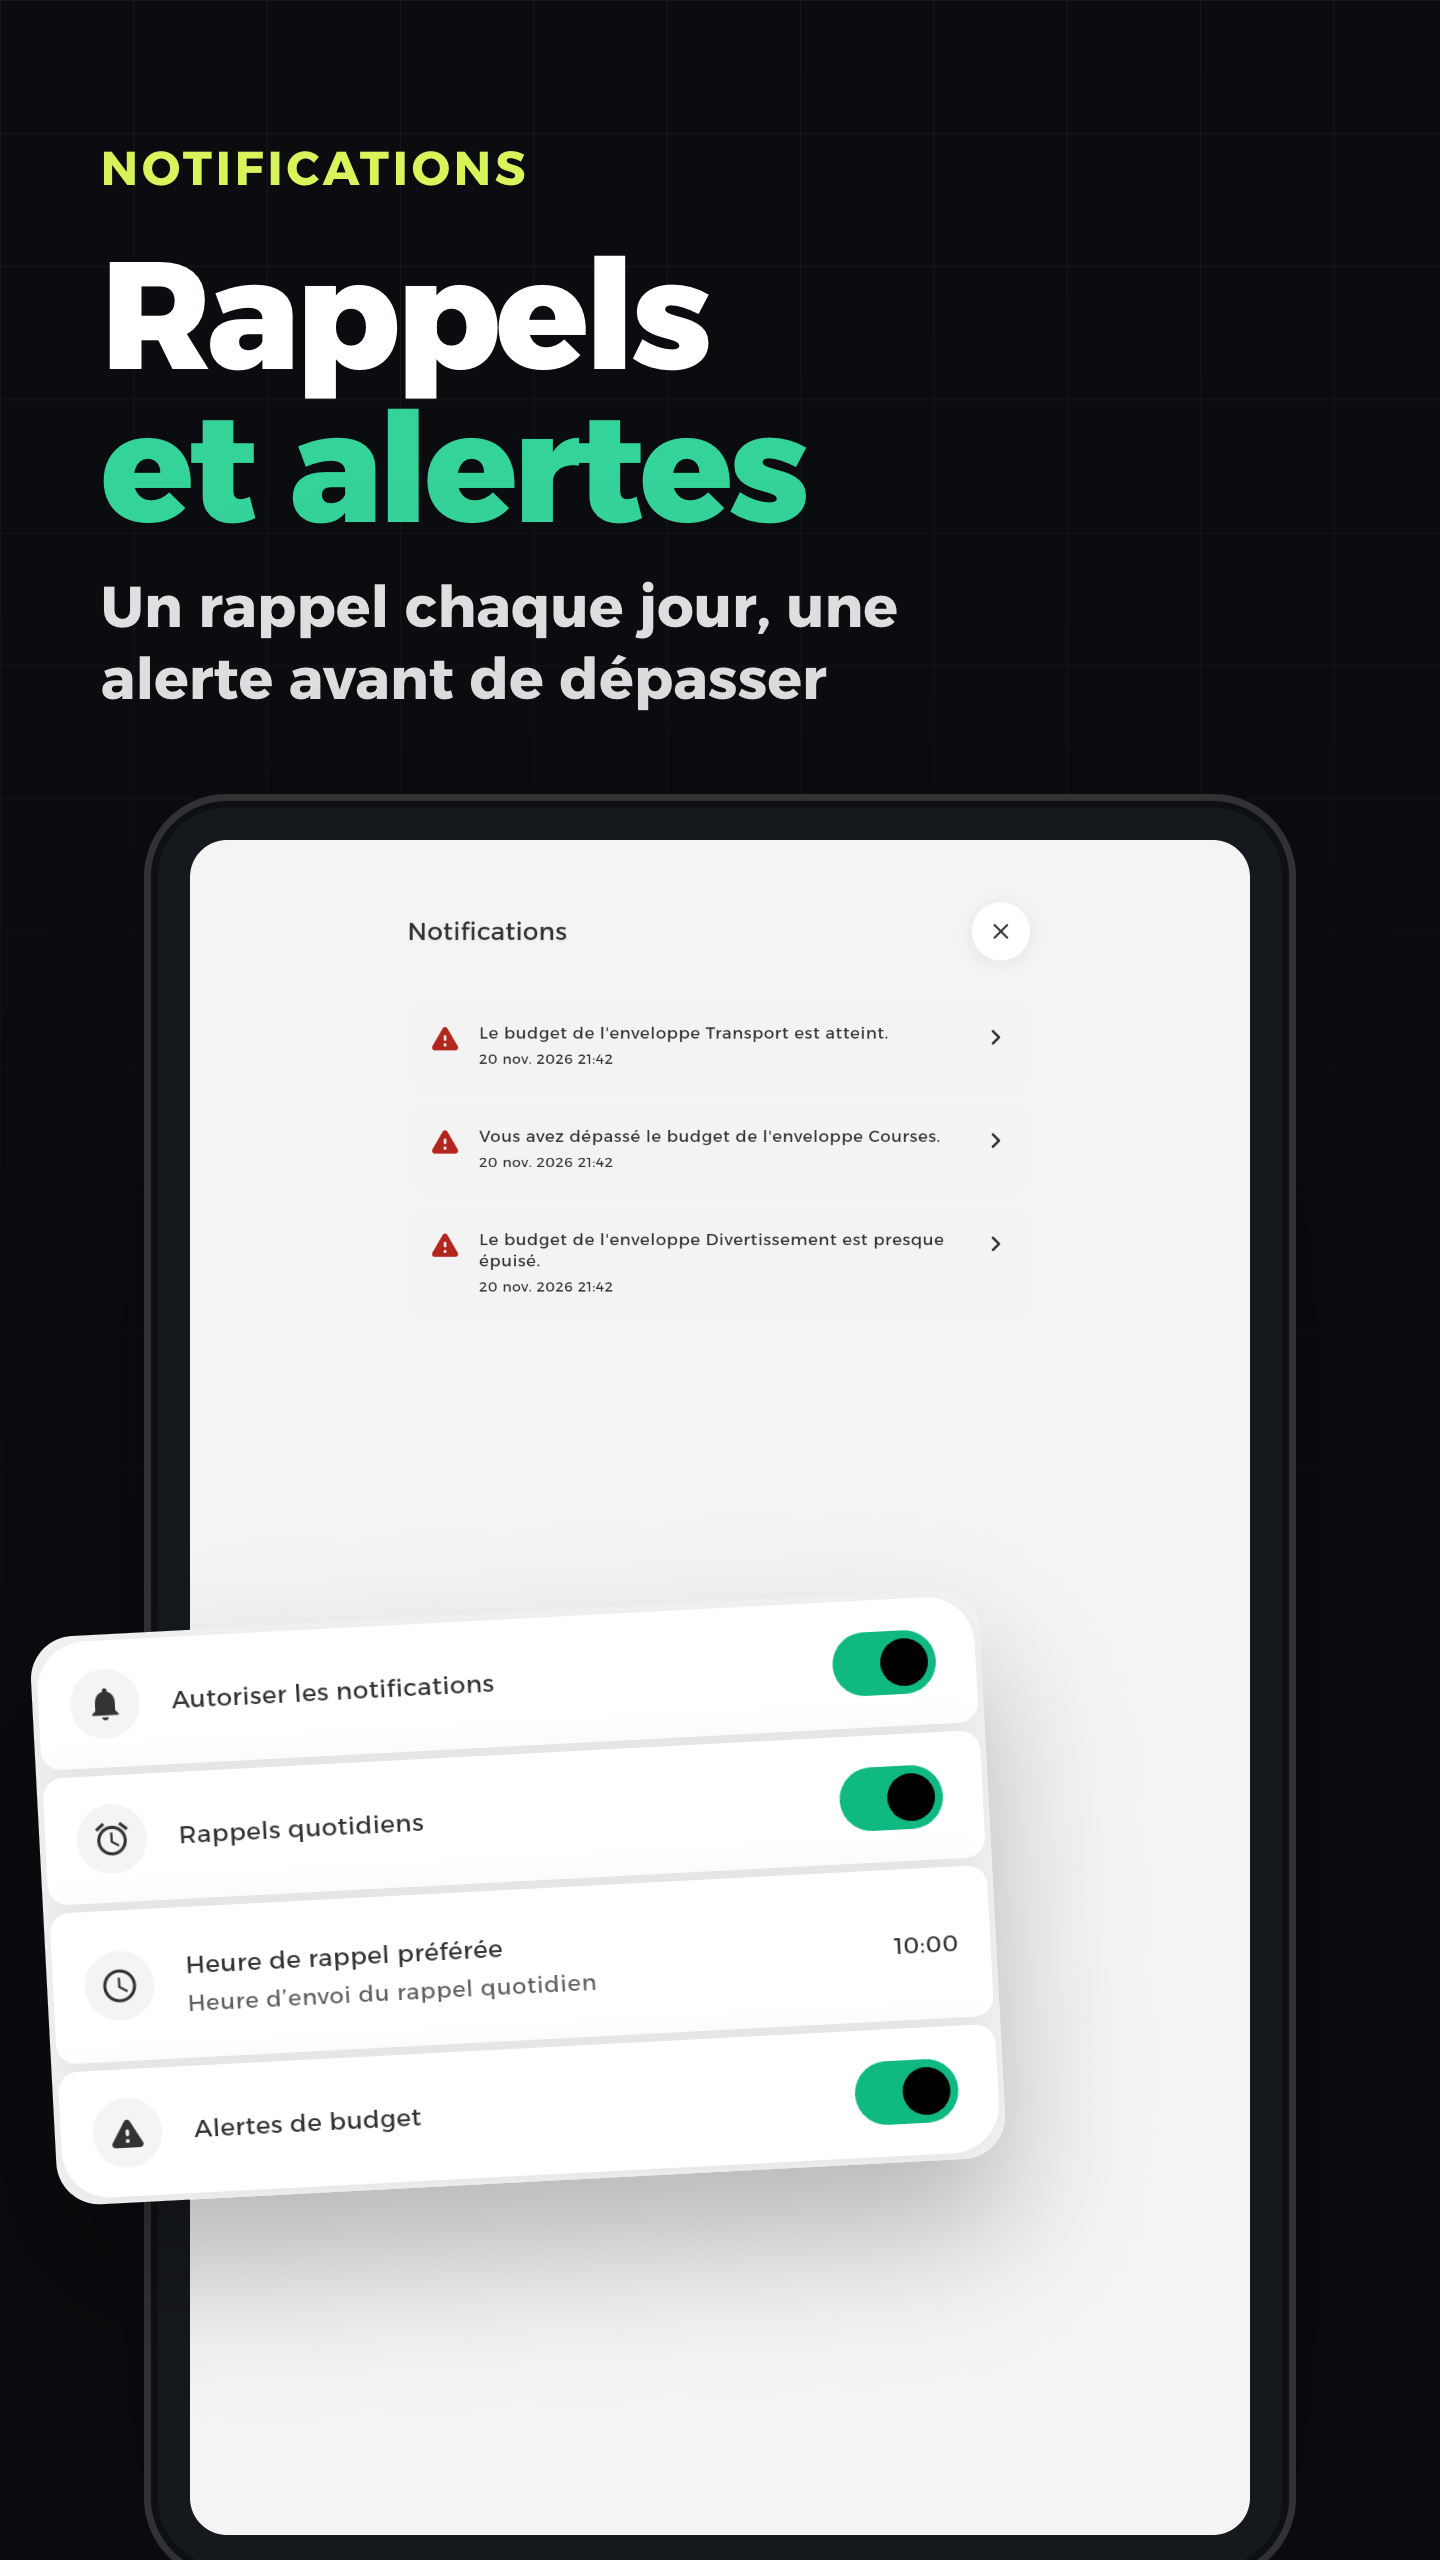 NOTIFICATIONS
Rappels
et alertes
Un rappel chaque jour, une
alerte avant de dépasser
Notifications
Le budget de l'enveloppe Transport est atteint.
20 nov. 2026 21:42
Vous avez dépassé le budget de l'enveloppe Courses.
20 nov. 2026 21:42
Le budget de l'enveloppe Divertissement est presque
épuisé.
20 nov. 2026 21:42
Autoriser les notifications
Rappels quotidiens
Heure de rappel préférée
10:00
Heure d’envoi du rappel quotidien
Alertes de budget